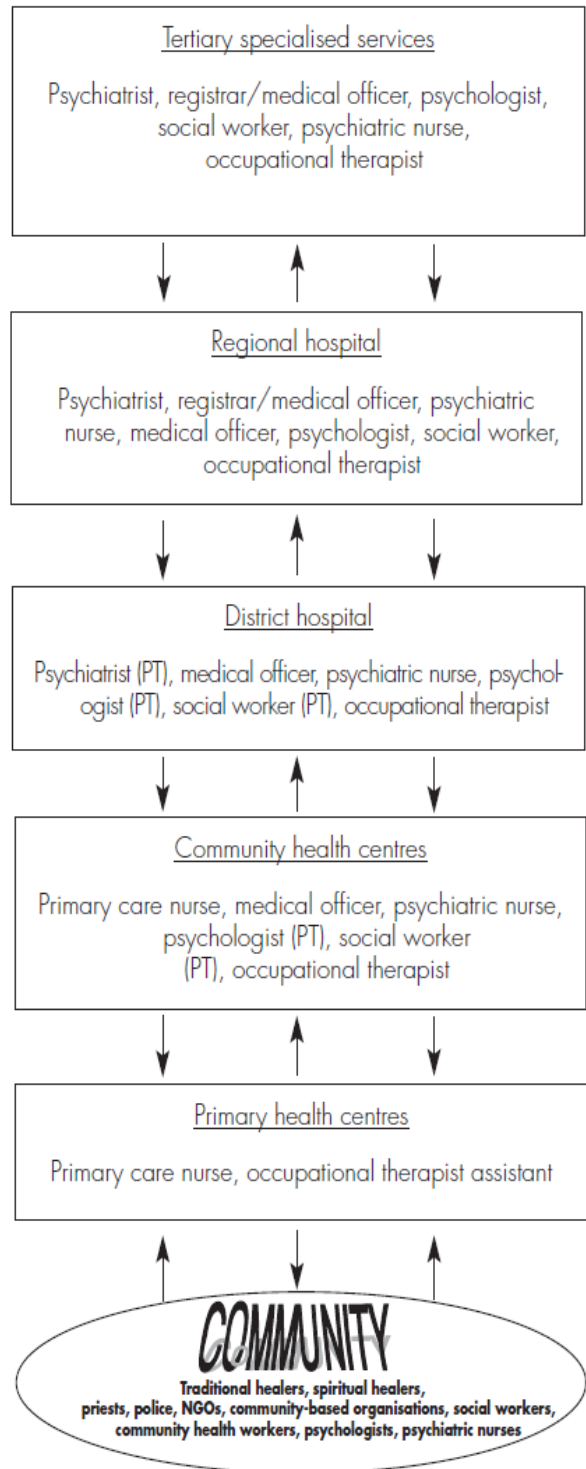 Tertiary specialised services
Psychiatrist, registrar/medical officer, psychologist,
social worker, psychiatric nurse,
occupational therapist
Regional hospital
Psychiatrist, registrar/medical officer, psychiatric
nurse, medical officer, psychologist, social worker,
occupational therapist
District hospital
Psychiatrist (PT), medical officer, psychiatric nurse, psychol-
ogist (PT), social worker (PT), occupational therapist
Community health centres
Primary care nurse, medical officer, psychiatric nurse,
psychologist (PT), social worker
(PT), occupational therapist
Primary health centres
Primary care nurse, occupational therapist assistant
COMMUNITY
Traditional healers, spiritual healers,
priests, police, NGOs, community-based organisations, social workers,
community health workers, psychologists, psychiatric nurses